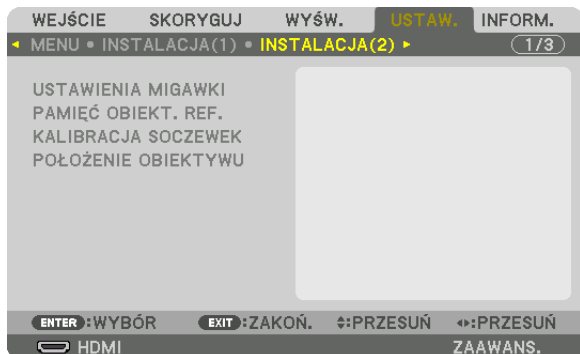 WEJŚCIE SKORYGUJ WYŚW. USTAW. INFORM.
MENU • INSTALACJA(1) • INSTALACJA(2) 1/3
USTAWIENIA MIGAWKI
PAMIĘĆ OBIEKT. REF.
KALIBRACJA SOCZEWEK
POŁOŻENIE OBIEKTYWU
ENTER :WYBÓR EXIT :ZAKOŃ. :PRZESUŃ :PRZESUŃ
HDMI ZAAWANS.